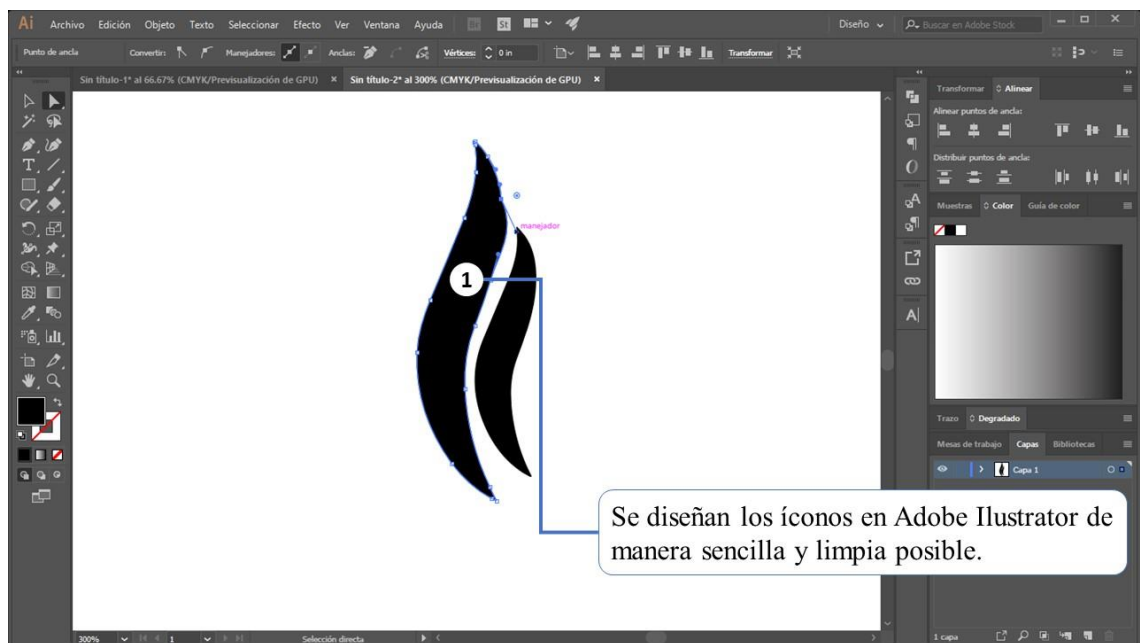 Ai Archivo Edición Objeto Texto Seleccionar Efecto Ver Ventana Ayuda Br St Diseño Buscar en Adobe Stock
Punto de ancla Convertir: Manejadores: Anclas: Vértices: 0 in Transformar
Sin título-1* al 66.67% (CMYK/Previsualización de GPU) × Sin título-2* al 300% (CMYK/Previsualización de GPU) ×
Transformar Alinear
Alinear puntos de ancla:
Distribuir puntos de ancla:
Muestras Color Guía de color
manejador
1
Trazo Degradado
Mesas de trabajo Capas Bibliotecas
Capa 1
Se diseñan los íconos en Adobe Ilustrator de
manera sencilla y limpia posible.
300% 1 Selección directa
1 capa